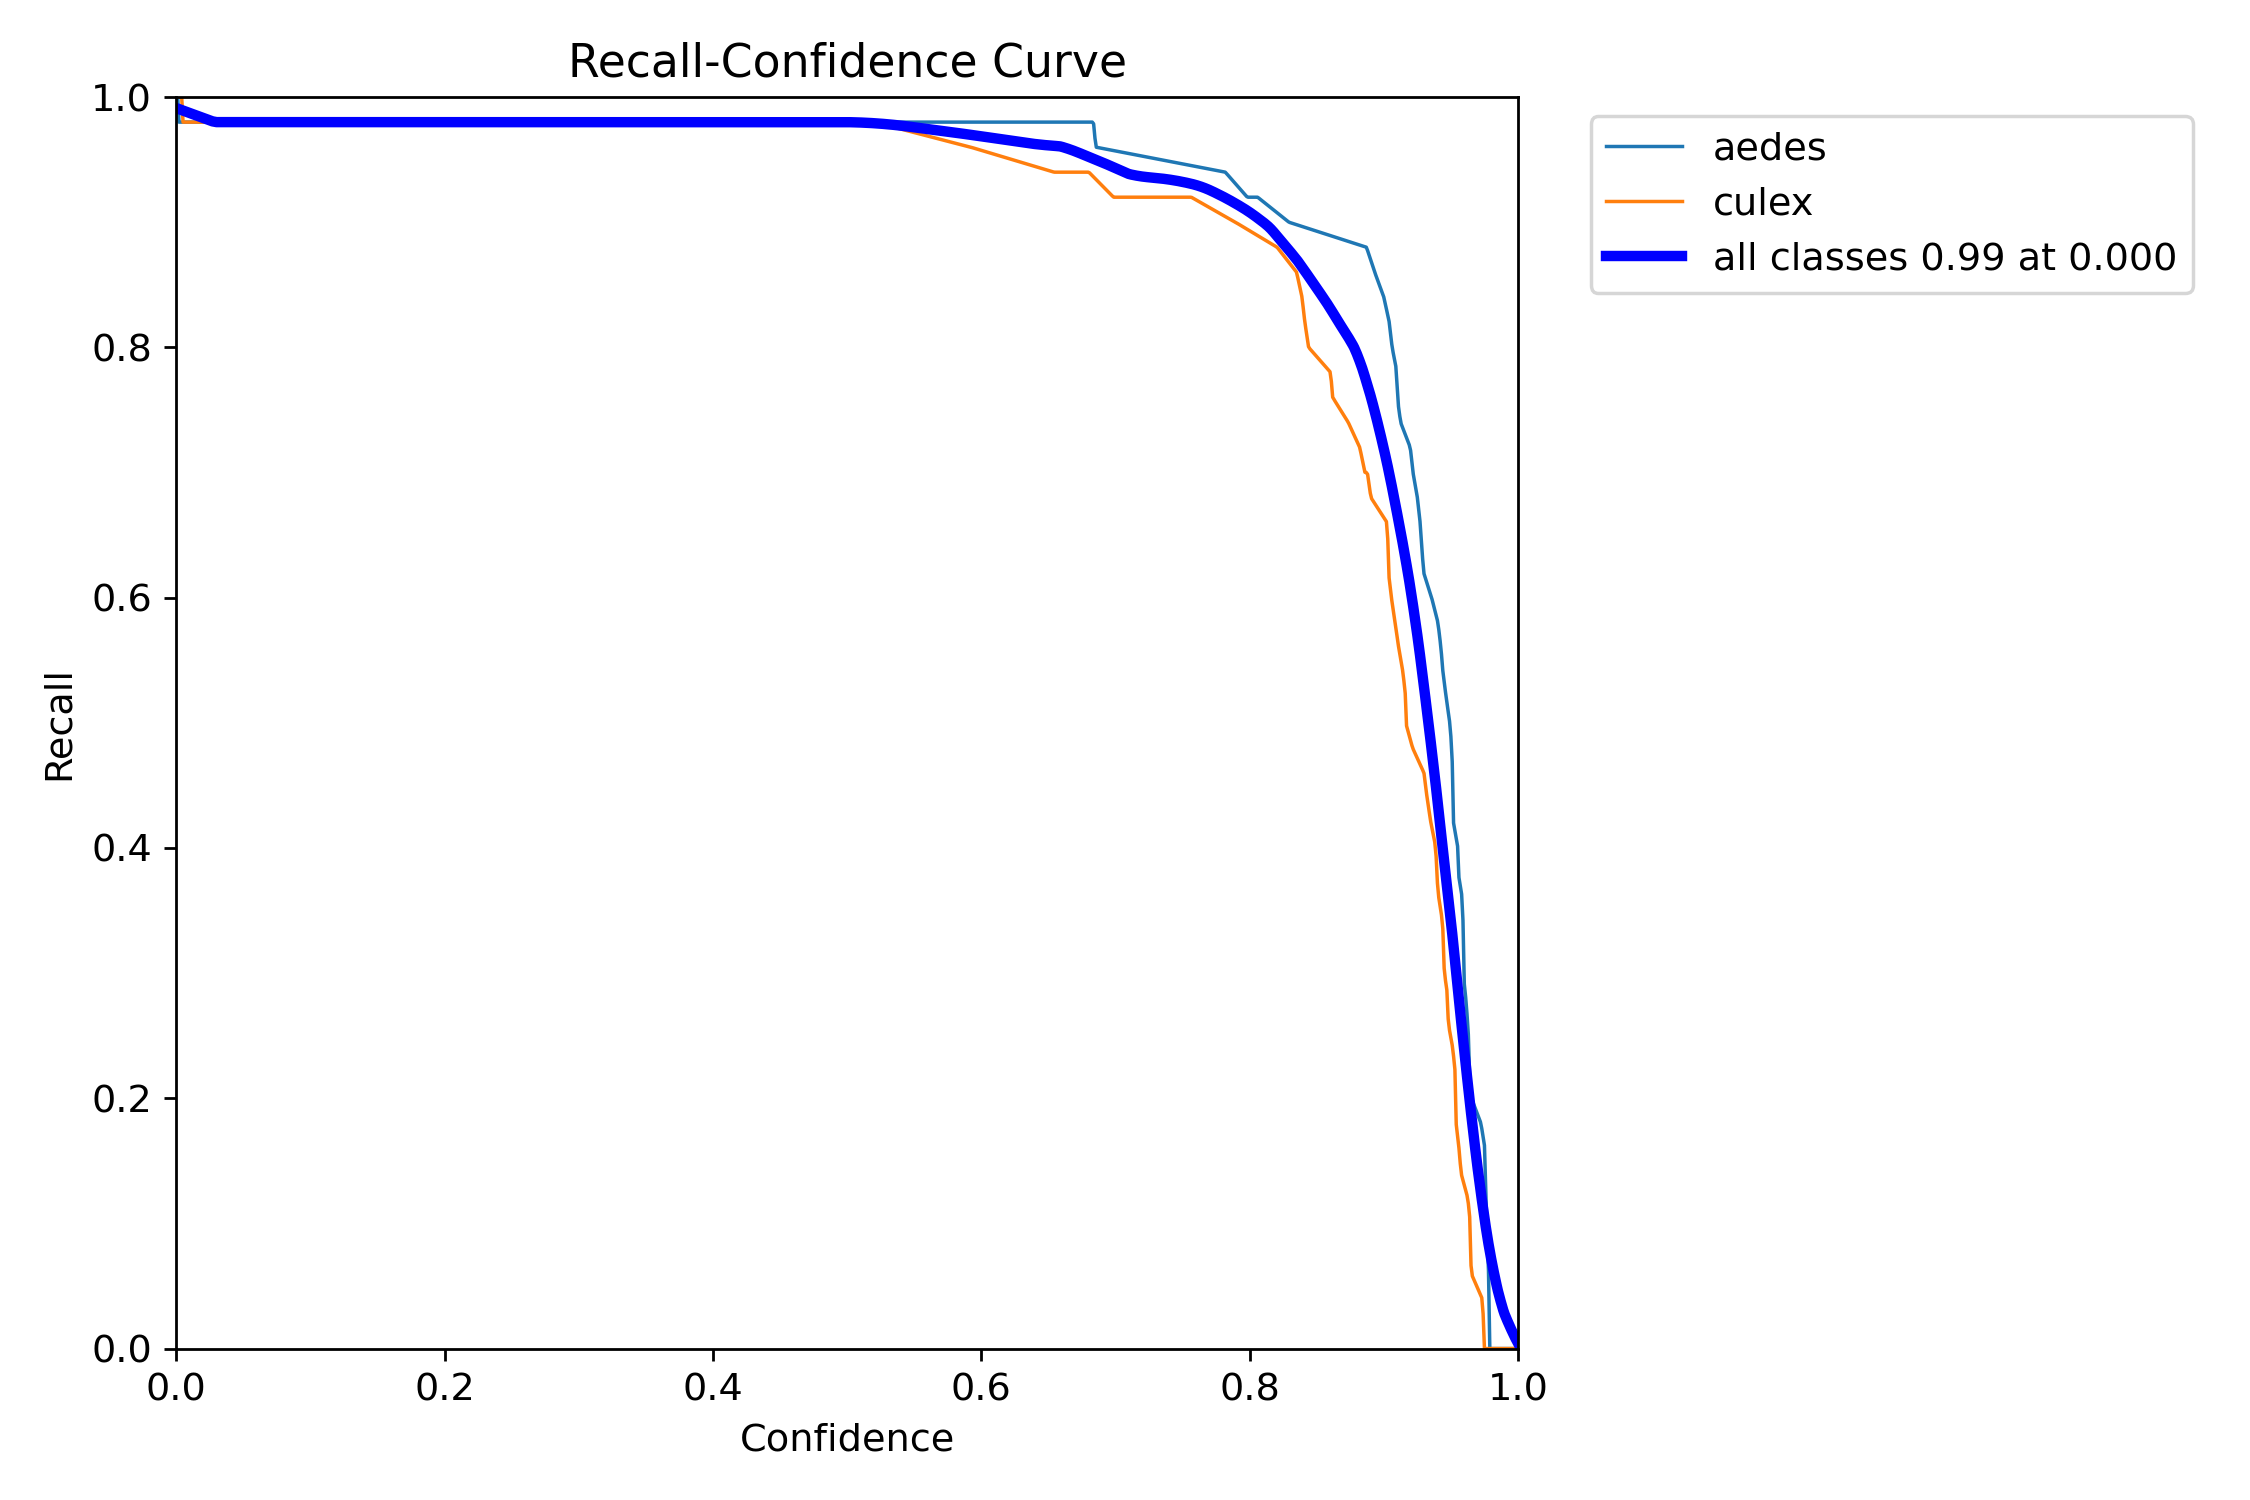 Recall-Confidence Curve
1.0
0.8
0.6
0.4
0.2
0.0
Recall
0.0 0.2 0.4 0.6 0.8 1.0
Confidence
aedes
culex
all classes 0.99 at 0.000